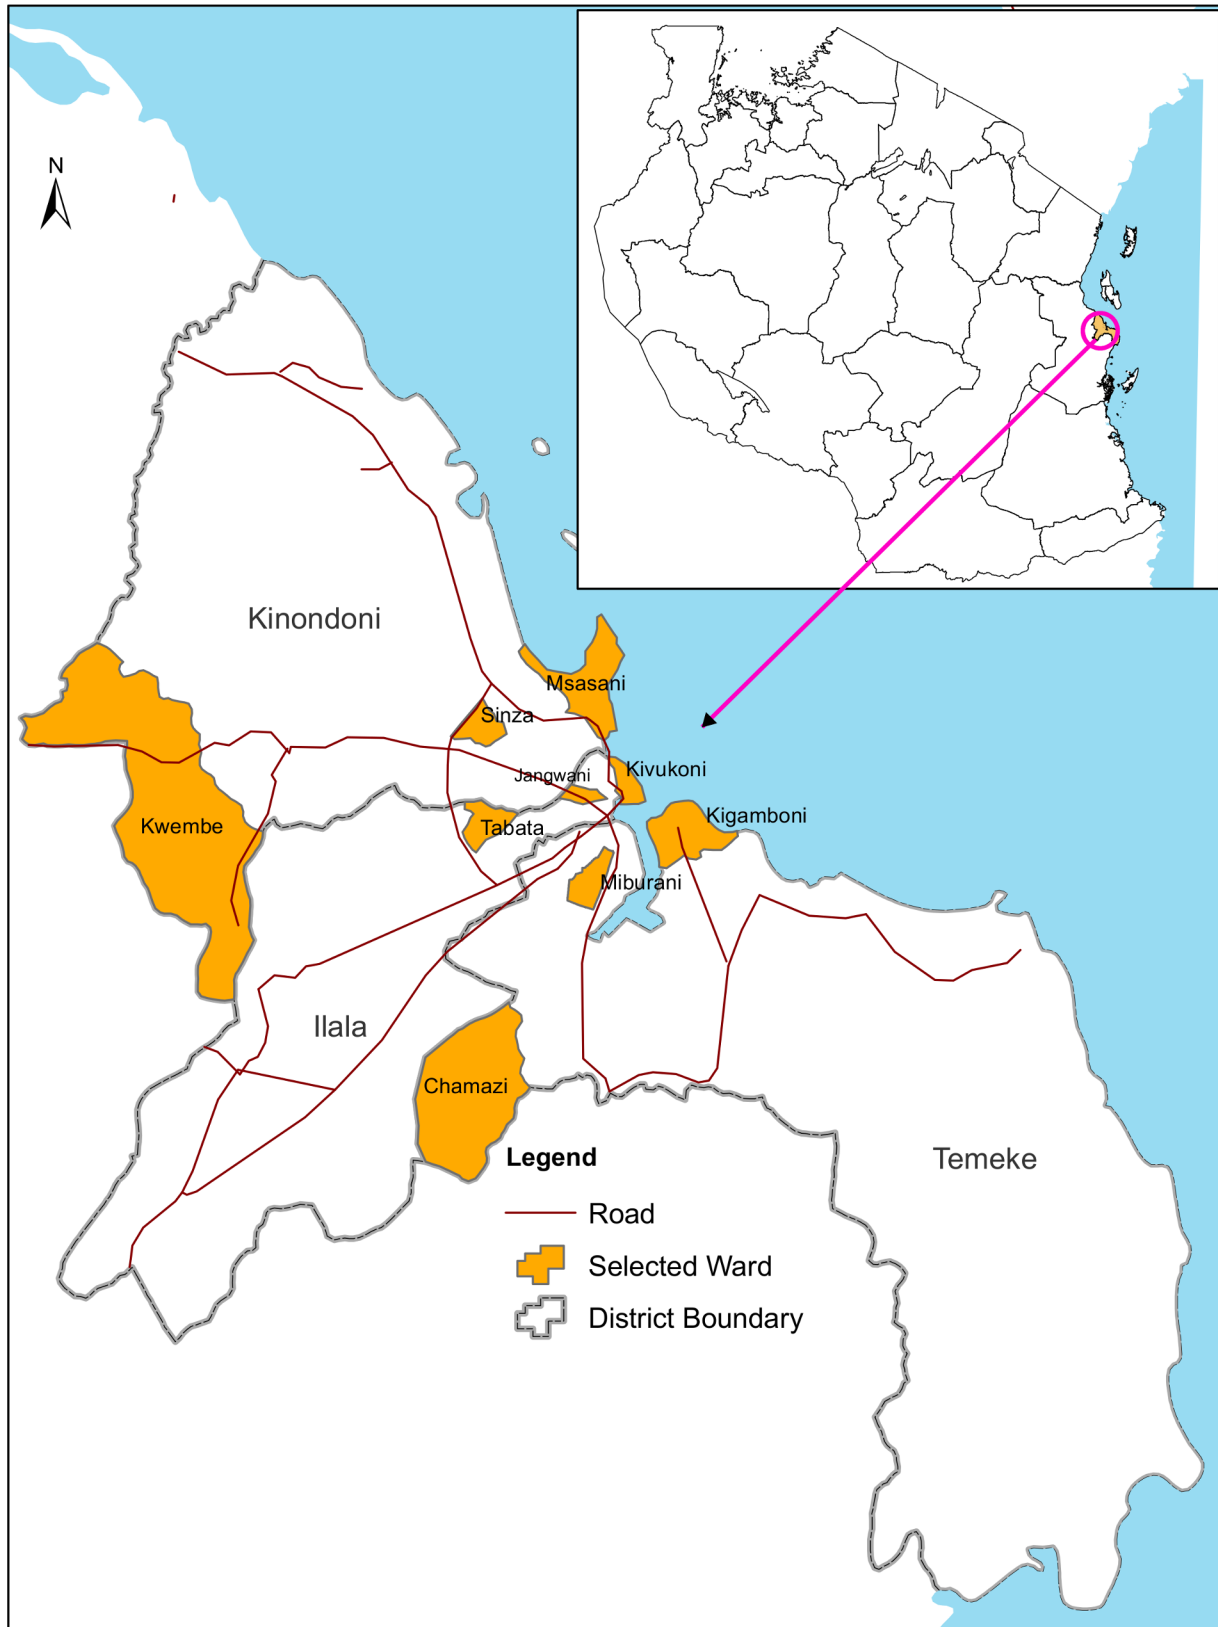 N
Kinondoni
Msasani
Sinza
Kivukoni
Jangwani
Kigamboni
Kwembe
Tabata
Miburani
Ilala
Chamazi
Temeke
Legend
Road
Selected Ward
District Boundary